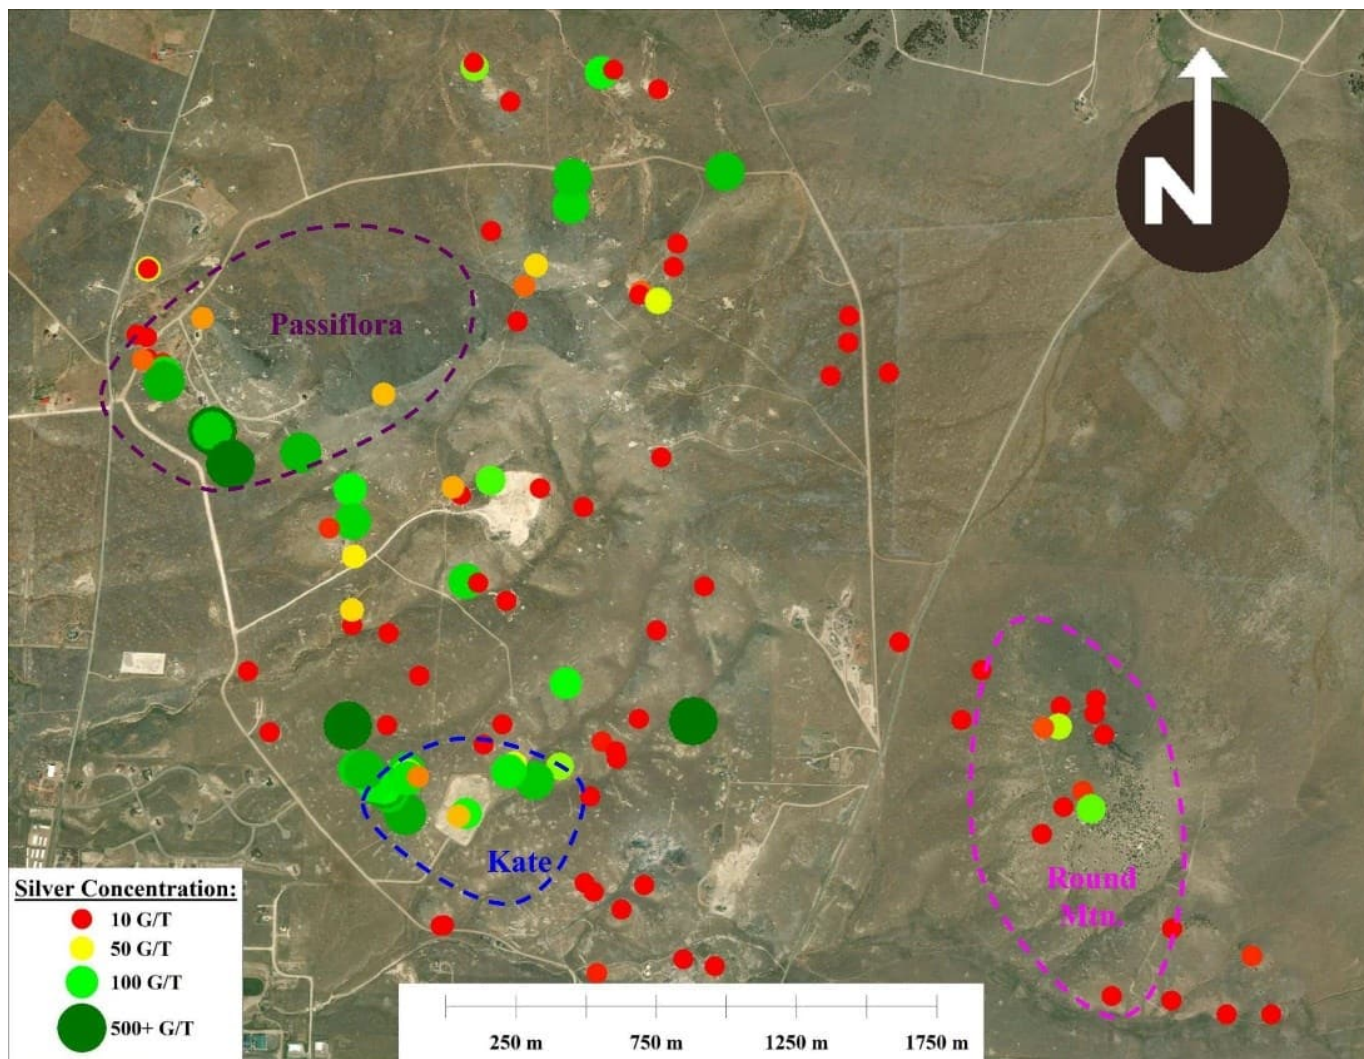 N
Passiflora
Kate
Round
Mtn.
Silver Concentration:
10 G/T
50 G/T
100 G/T
500+ G/T
250 m 750 m 1250 m 1750 m